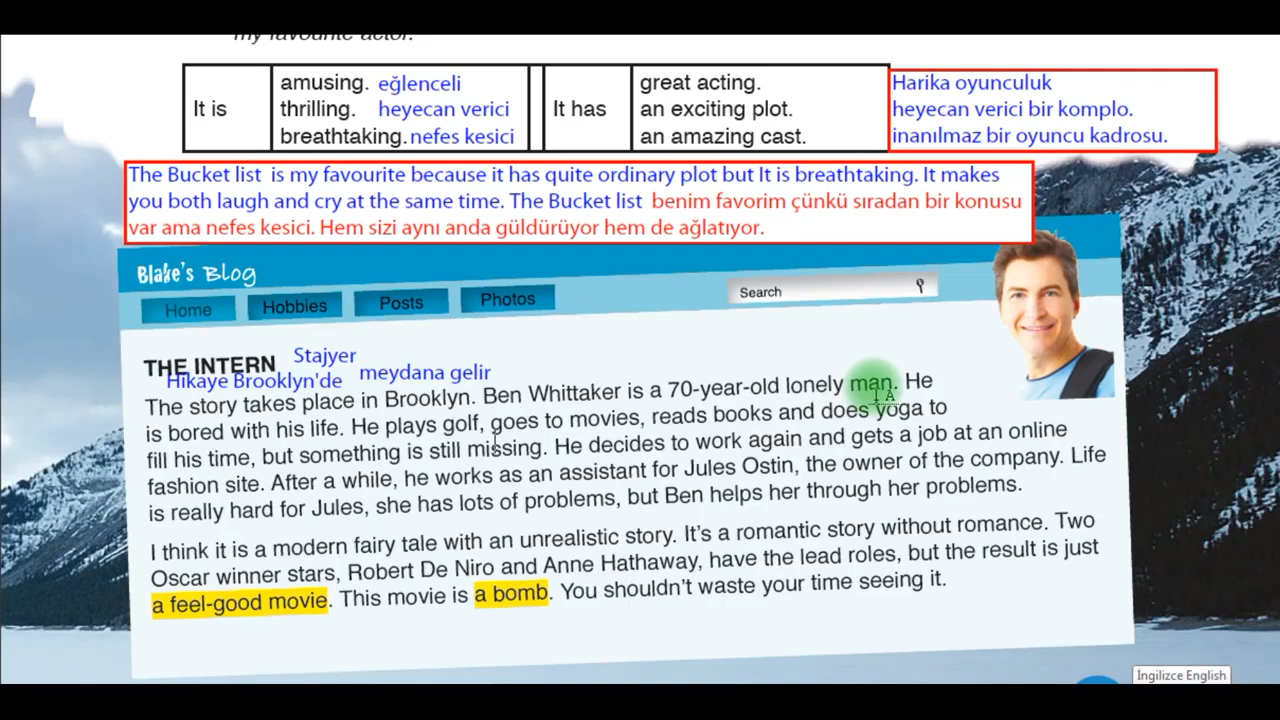 my favourite actor.
It is
amusing. eğlenceli
thrilling. heyecan verici
breathtaking. nefes kesici
It has
great acting.
an exciting plot.
an amazing cast.
Harika oyunculuk
heyecan verici bir komplo.
inanılmaz bir oyuncu kadrosu.
The Bucket list is my favourite because it has quite ordinary plot but It is breathtaking. It makes
you both laugh and cry at the same time. The Bucket list benim favorim çünkü sıradan bir konusu
var ama nefes kesici. Hem sizi aynı anda güldürüyor hem de ağlatıyor.
Blake's Blog
Home Hobbies Posts Photos
Search
THE INTERN Stajyer
Hikaye Brooklyn'de meydana gelir
The story takes place in Brooklyn. Ben Whittaker is a 70-year-old lonely man. He
is bored with his life. He plays golf, goes to movies, reads books and does yoga to
fill his time, but something is still missing. He decides to work again and gets a job at an online
fashion site. After a while, he works as an assistant for Jules Ostin, the owner of the company. Life
is really hard for Jules, she has lots of problems, but Ben helps her through her problems.
I think it is a modern fairy tale with an unrealistic story. It's a romantic story without romance. Two
Oscar winner stars, Robert De Niro and Anne Hathaway, have the lead roles, but the result is just
a feel-good movie. This movie is a bomb. You shouldn't waste your time seeing it.
İngilizce English